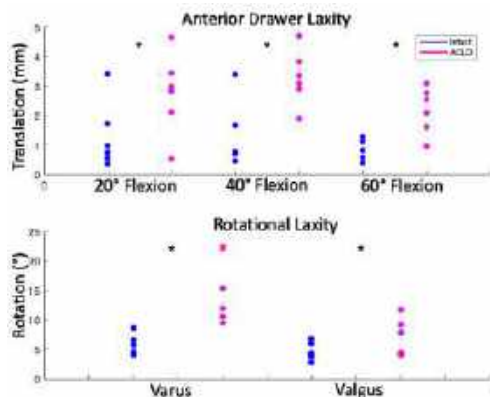 Anterior Drawer Laxity
Translation (mm)
5
4
3
2
1
0
0
Intact
ACLD
*
*
*
20° Flexion
40° Flexion
60° Flexion
Rotational Laxity
Rotation (°)
25
20
15
10
5
0
*
*
Varus
Valgus